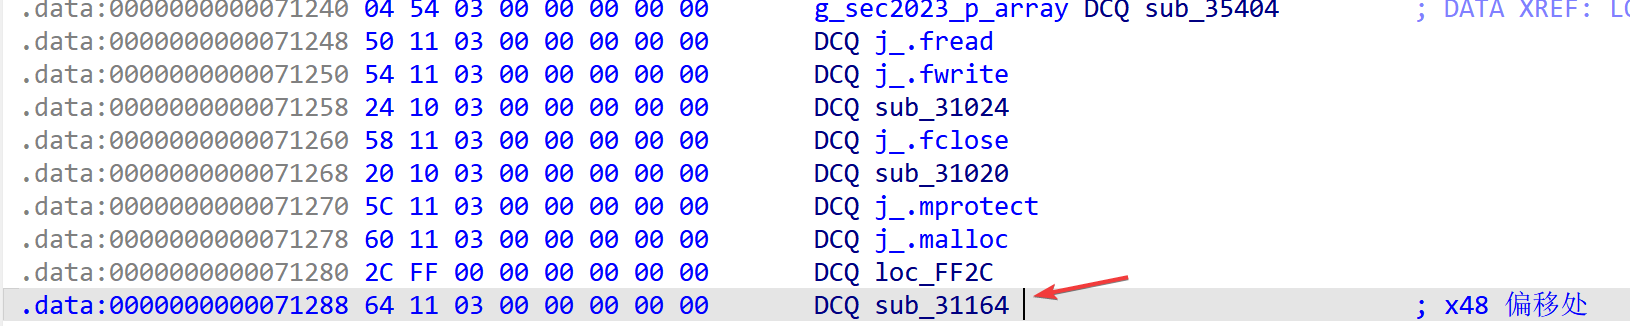 .data:0000000000071240 04 54 03 00 00 00 00 00 g_sec2023_p_array DCQ sub_35404 ; DATA XREF: LO
.data:0000000000071248 50 11 03 00 00 00 00 00 DCQ j_.fread
.data:0000000000071250 54 11 03 00 00 00 00 00 DCQ j_.fwrite
.data:0000000000071258 24 10 03 00 00 00 00 00 DCQ sub_31024
.data:0000000000071260 58 11 03 00 00 00 00 00 DCQ j_.fclose
.data:0000000000071268 20 10 03 00 00 00 00 00 DCQ sub_31020
.data:0000000000071270 5C 11 03 00 00 00 00 00 DCQ j_.mprotect
.data:0000000000071278 60 11 03 00 00 00 00 00 DCQ j_.malloc
.data:0000000000071280 2C FF 00 00 00 00 00 00 DCQ loc_FF2C
.data:0000000000071288 64 11 03 00 00 00 00 00 DCQ sub_31164 ; x48 偏移处